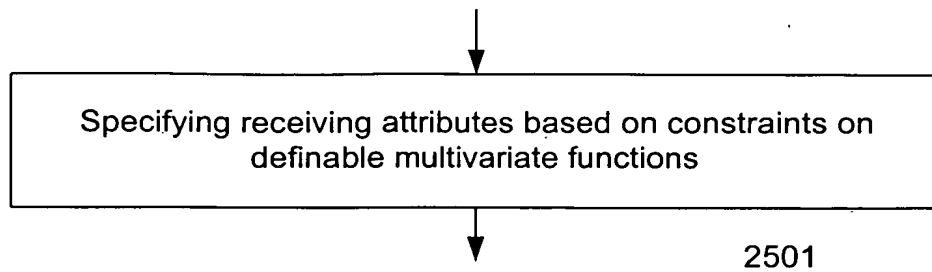 Specifying receiving attributes based on constraints on
definable multivariate functions
2501